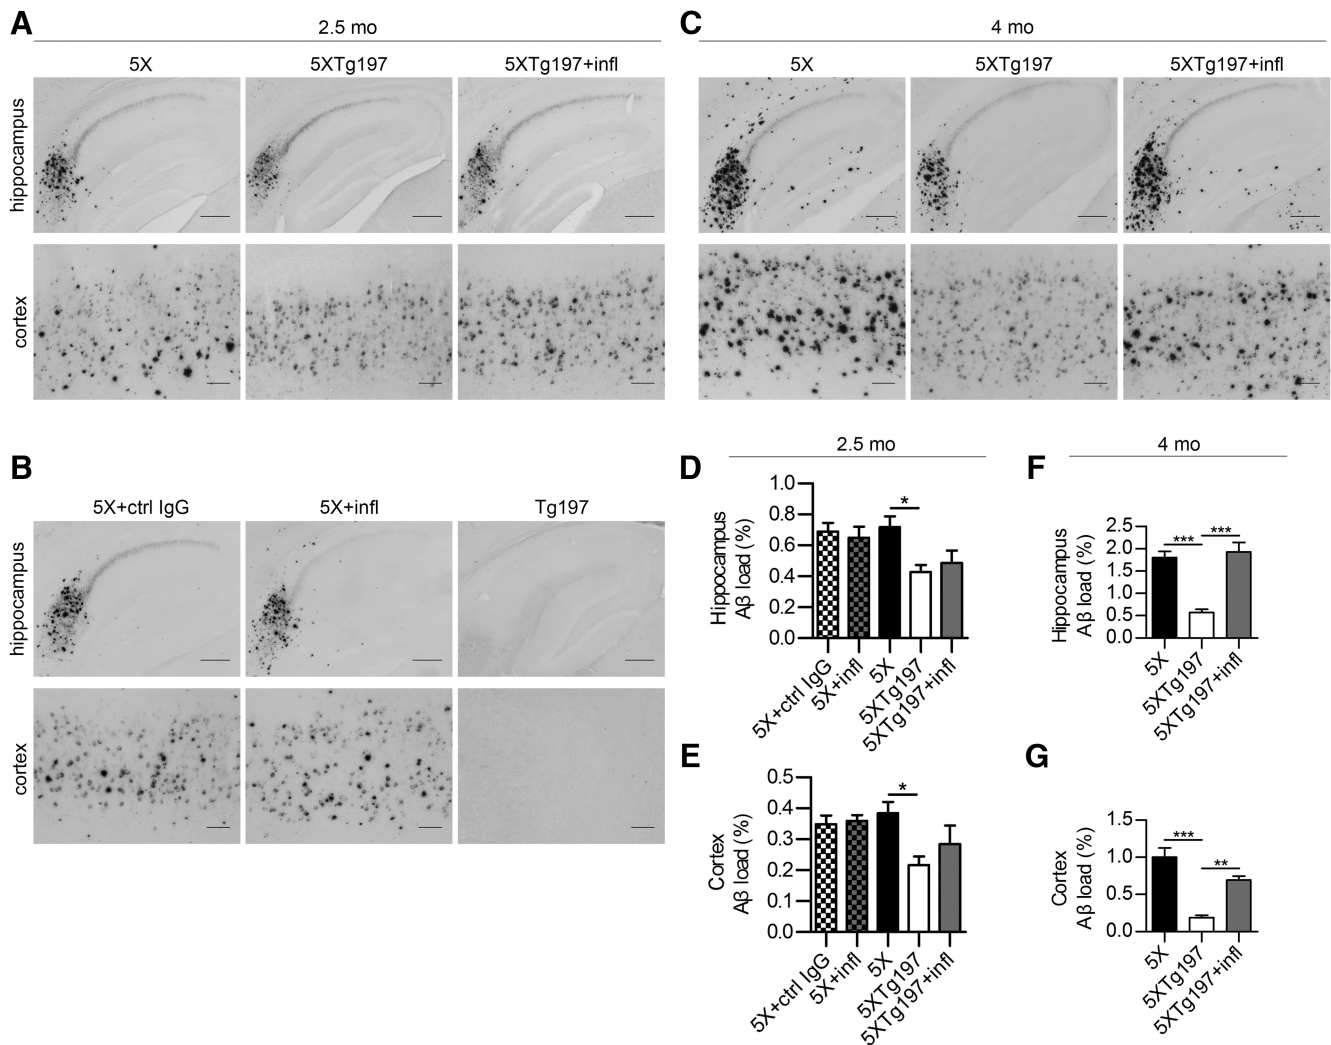 A
2.5 mo
5X
5XTg197
5XTg197+infl
hippocampus
cortex
C
4 mo
5X
5XTg197
5XTg197+infl
B
5X+ctrl IgG
5X+infl
Tg197
hippocampus
cortex
2.5 mo
D
Hippocampus
Aβ load (%)
1.0
0.8
0.6
0.4
0.2
0.0
*
5X+ctrl IgG
5X+infl
5X
5XTg197
5XTg197+infl
4 mo
F
Hippocampus
Aβ load (%)
2.5
2.0
1.5
1.0
0.5
0.0
***
***
5X
5XTg197
5XTg197+infl
E
Cortex
Aβ load (%)
0.5
0.4
0.3
0.2
0.1
0.0
*
5X+ctrl IgG
5X+infl
5X
5XTg197
5XTg197+infl
G
Cortex
Aβ load (%)
1.5
1.0
0.5
0.0
***
**
5X
5XTg197
5XTg197+infl